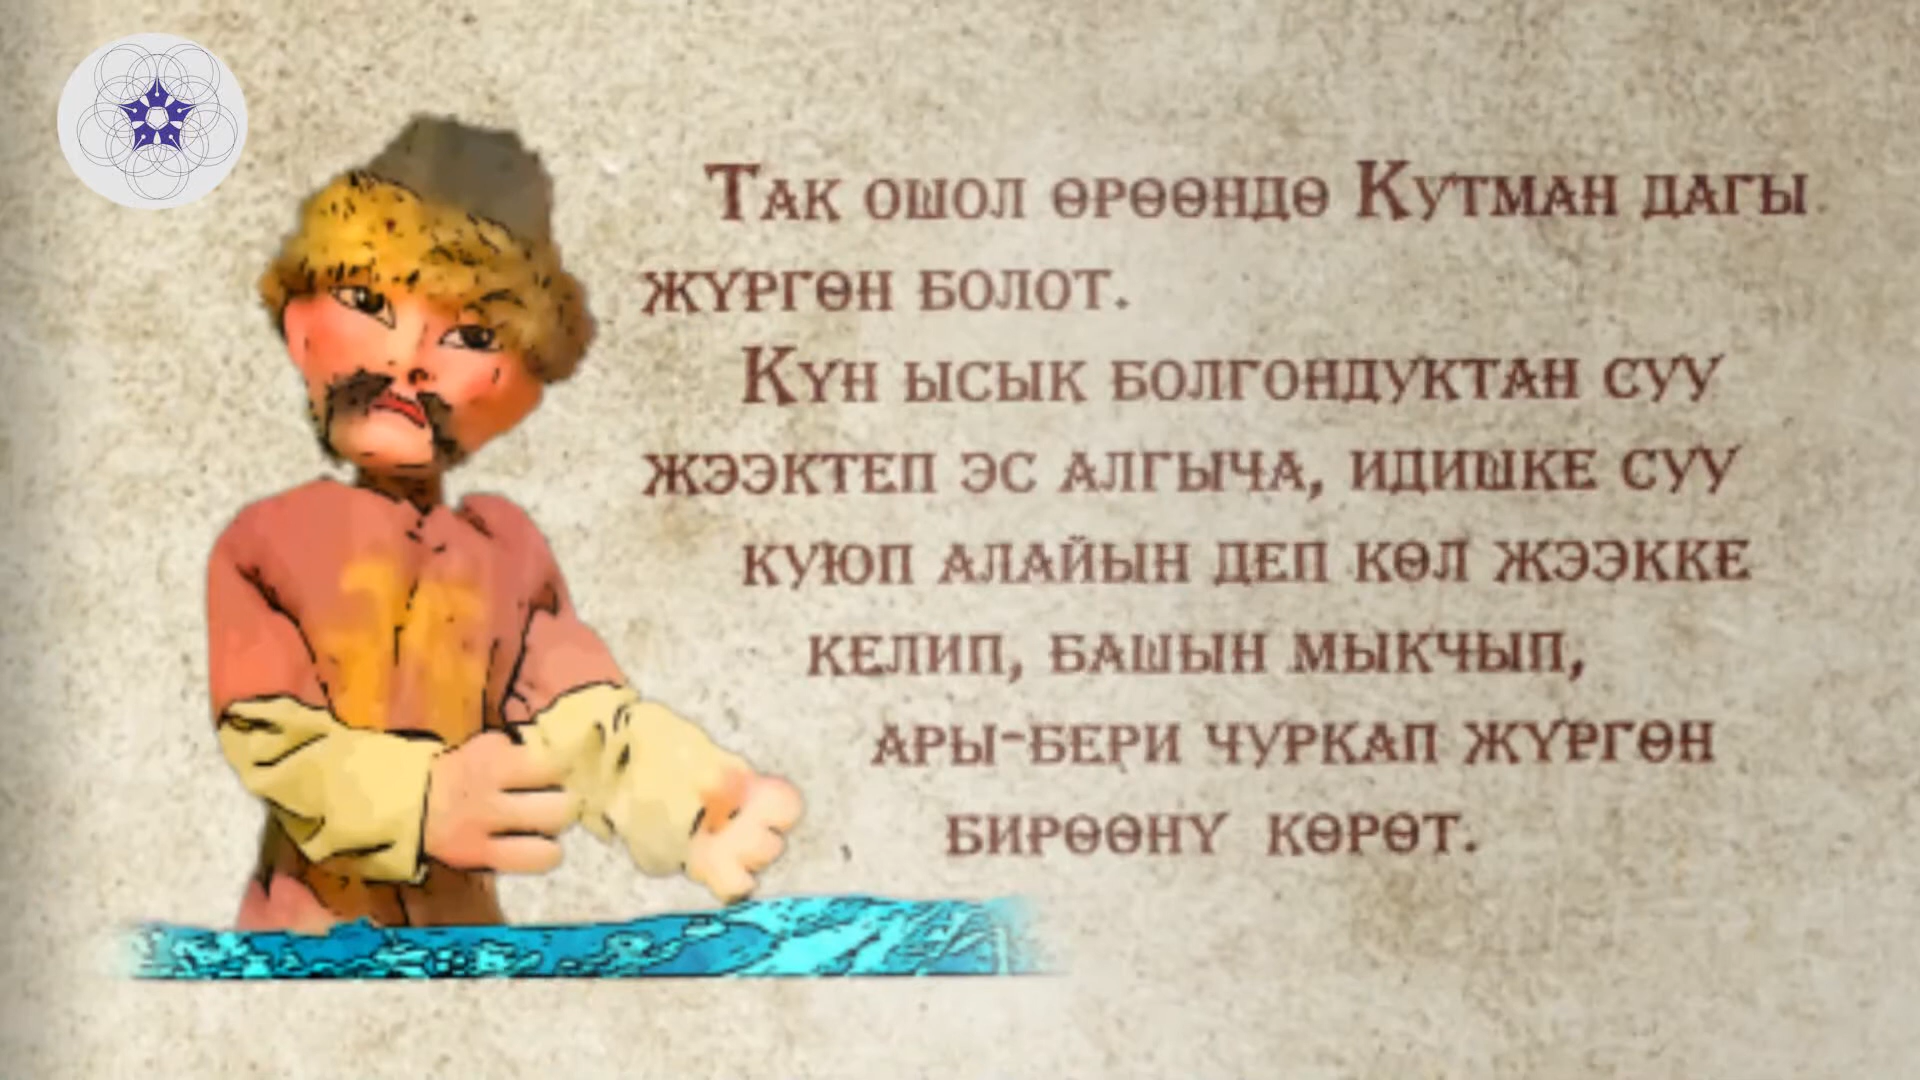 Так ошол өрөөндө Кутман дагы
жүргөн болот.
Күн ысык болгондуктан суу
жээктеп эс алгыча, идишке суу
куюп алайын деп көл жээкке
келип, башын мыкчып,
ары-бери чуркап жүргөн
бирөөнү көрөт.